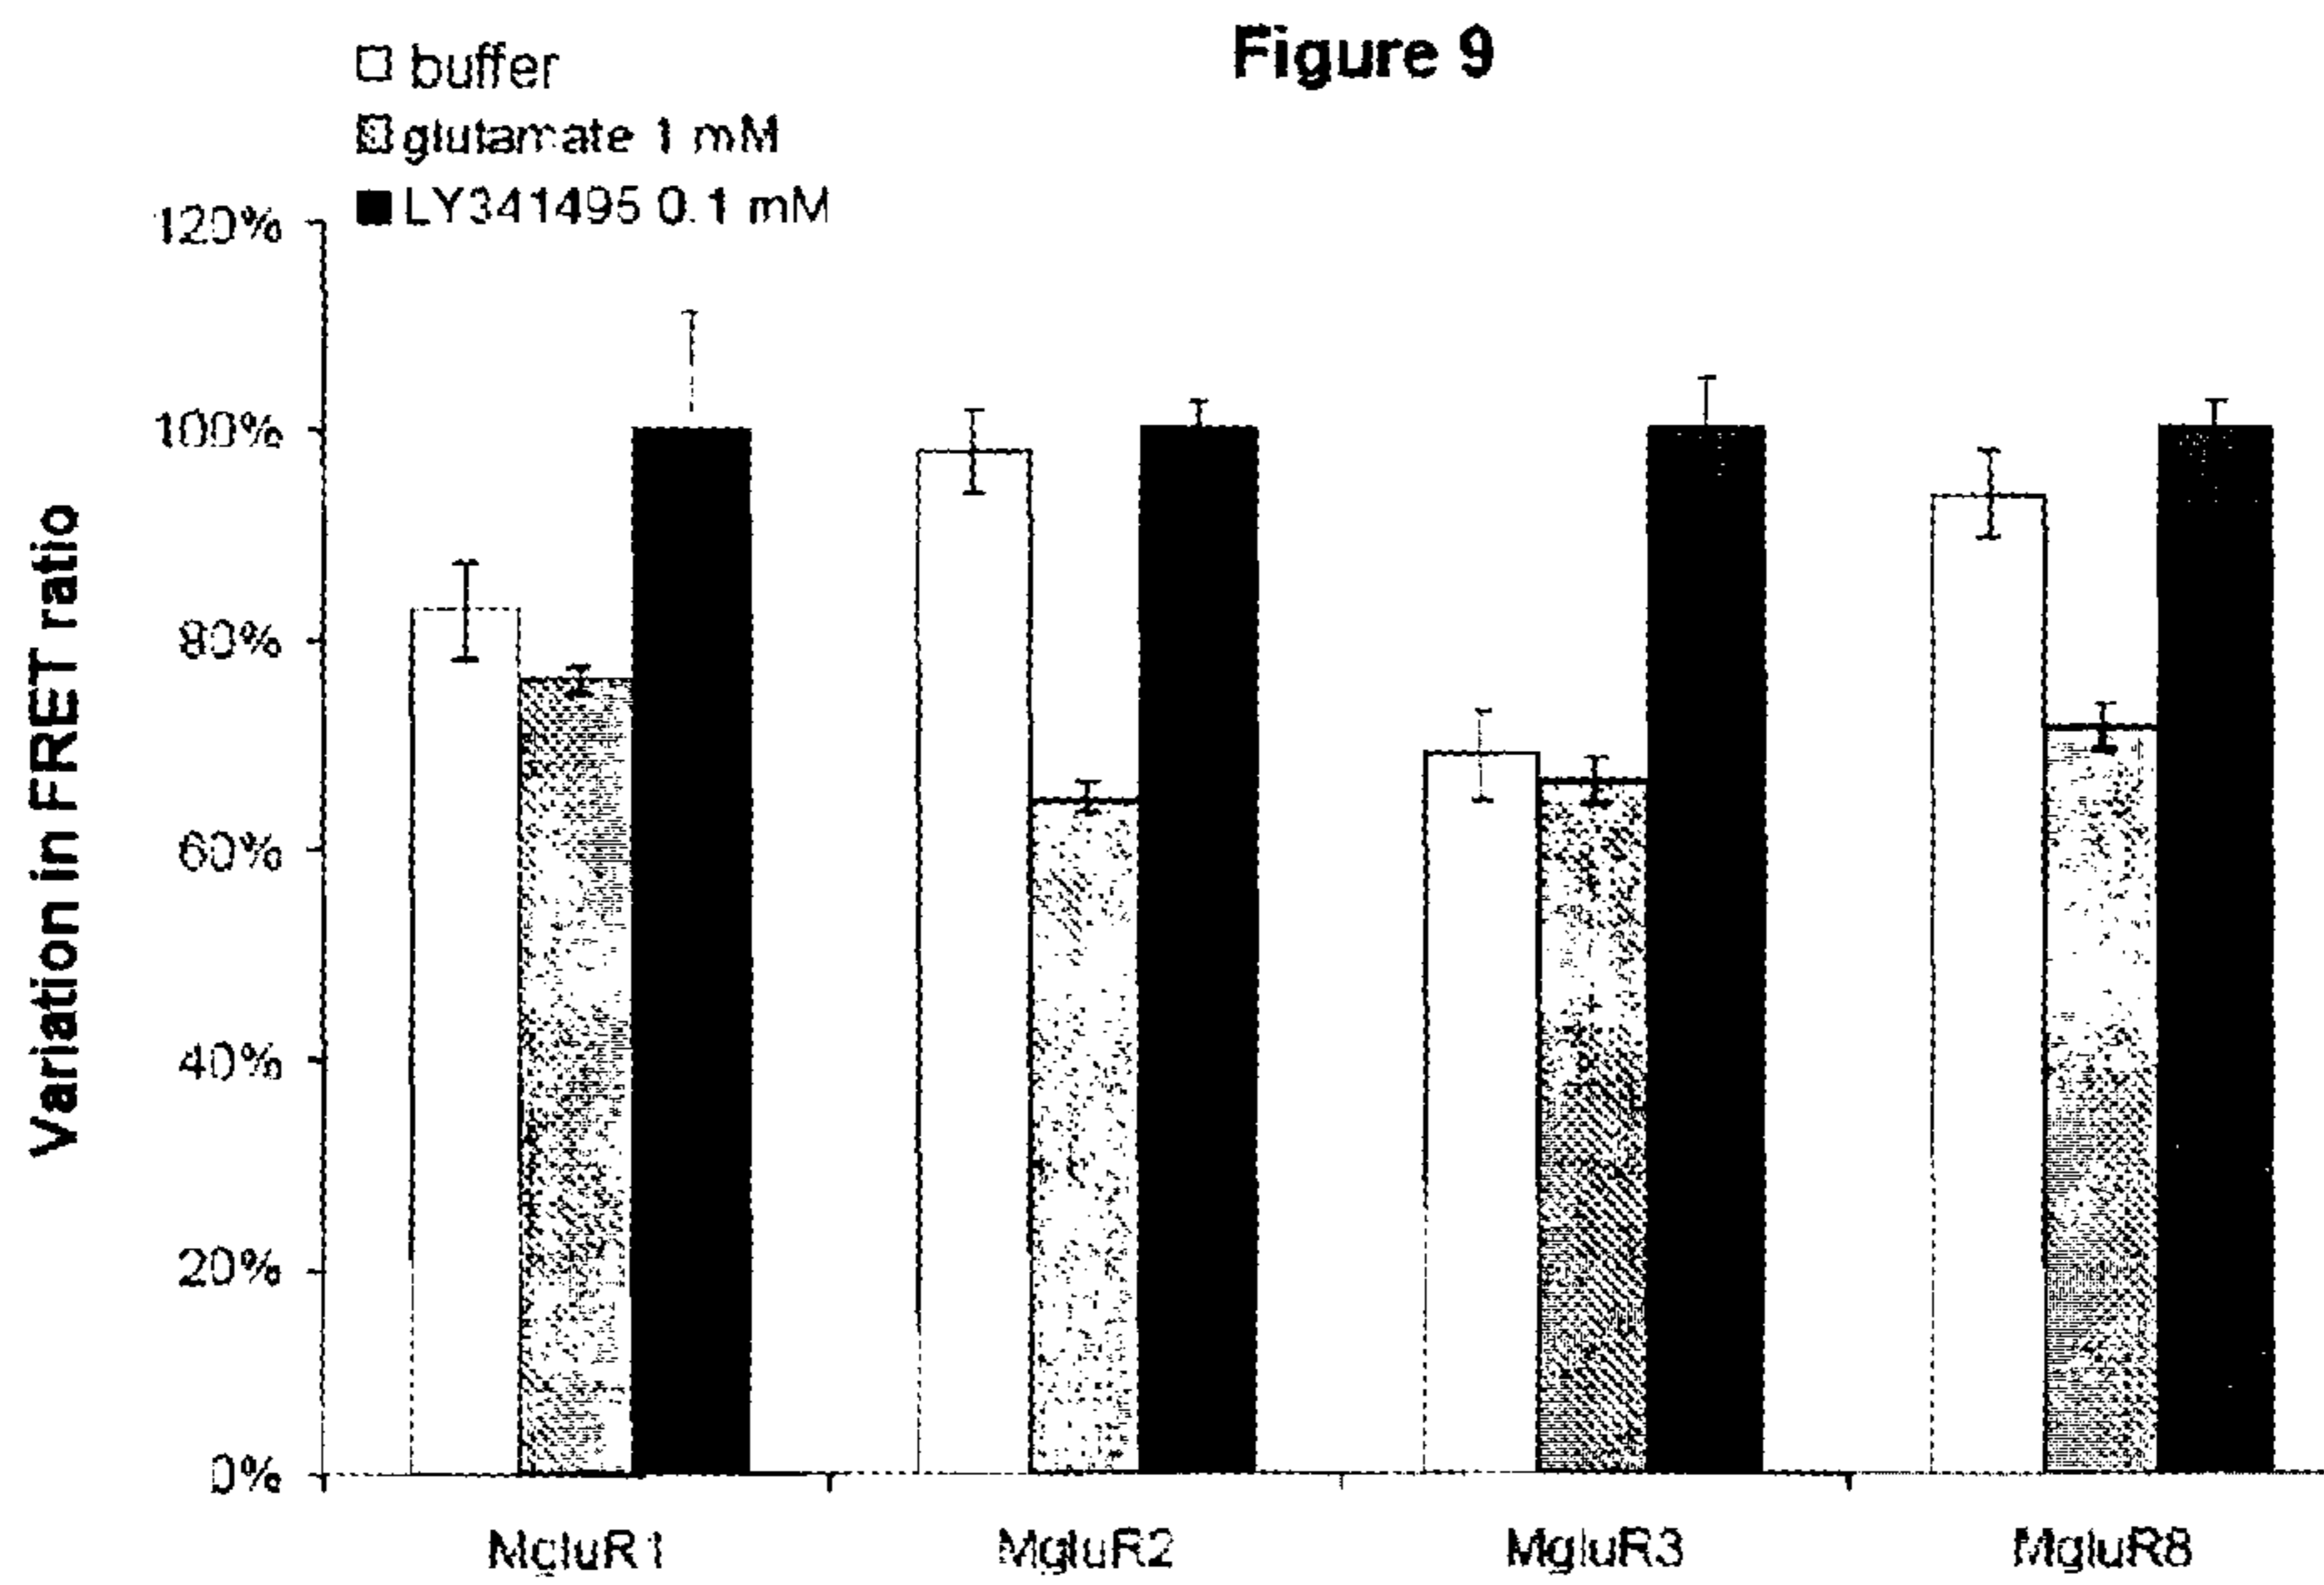 Figure 9
buffer
glutamate 1 mM
LY341495 0.1 mM
120%
100%
80%
60%
40%
20%
0%
Variation in FRET ratio
MgluR1
MgluR2
MgluR3
MgluR8